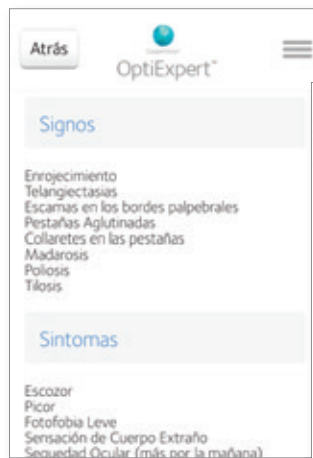 Atrás
OptiExpert™
Signos
Enrojecimiento
Telangiectasias
Escamas en los bordes palpebrales
Pestañas Aglutinadas
Collaretes en las pestañas
Madarosis
Poliosis
Tilosis
Sintomas
Escozor
Picor
Fotofobia Leve
Sensación de Cuerpo Extraño
Sequedad Ocular (más por la mañana)